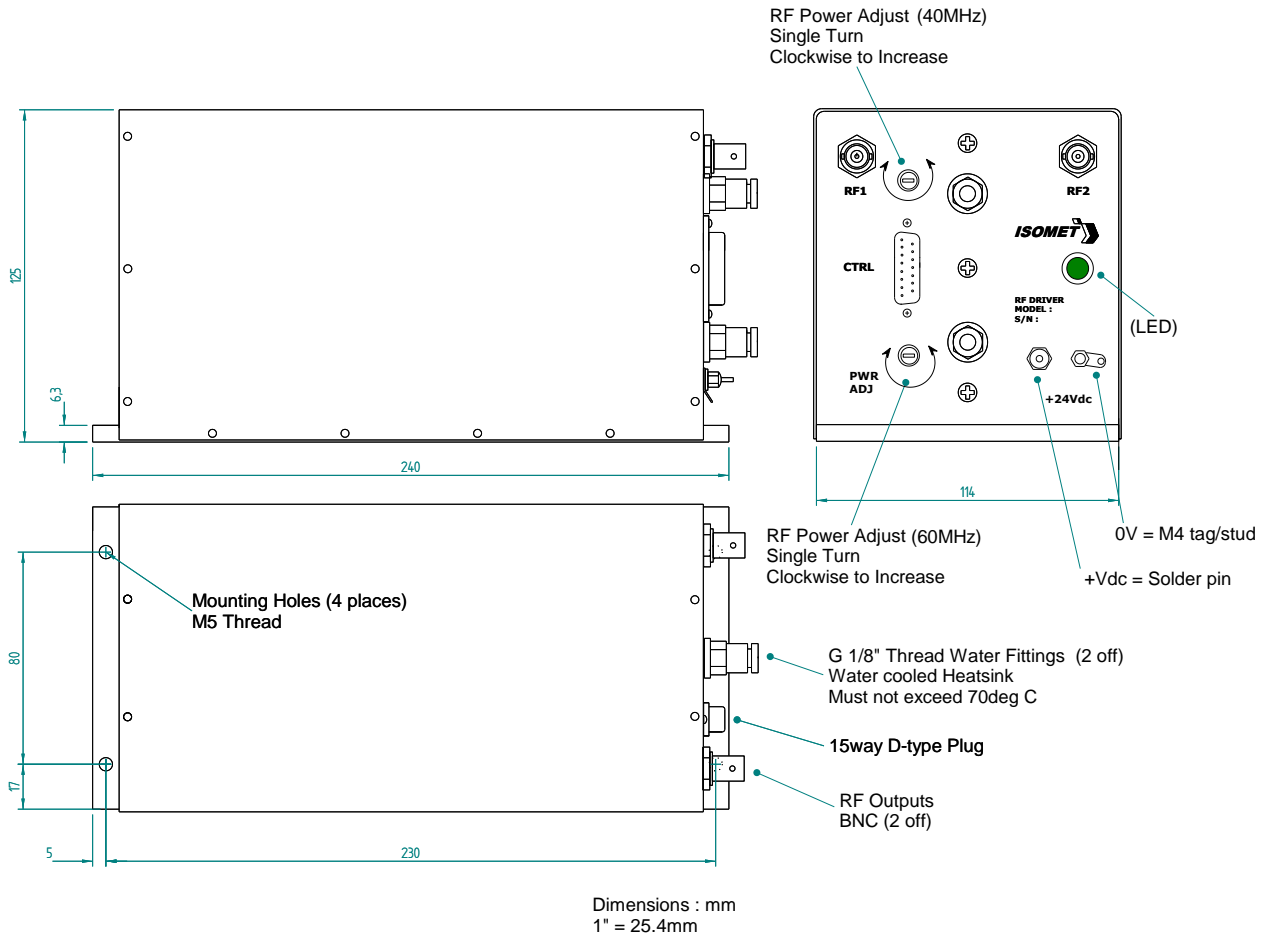 RF Power Adjust (40MHz)
Single Turn
Clockwise to Increase
125
6,3
240
RF1
RF2
ISOMET
CTRL
RF DRIVER
MODEL :
S/N :
(LED)
PWR
ADJ
+24Vdc
114
RF Power Adjust (60MHz)
Single Turn
Clockwise to Increase
0V = M4 tag/stud
+Vdc = Solder pin
Mounting Holes (4 places)
M5 Thread
80
17
5
230
G 1/8" Thread Water Fittings (2 off)
Water cooled Heatsink
Must not exceed 70deg C
15way D-type Plug
RF Outputs
BNC (2 off)
Dimensions : mm
1" = 25.4mm